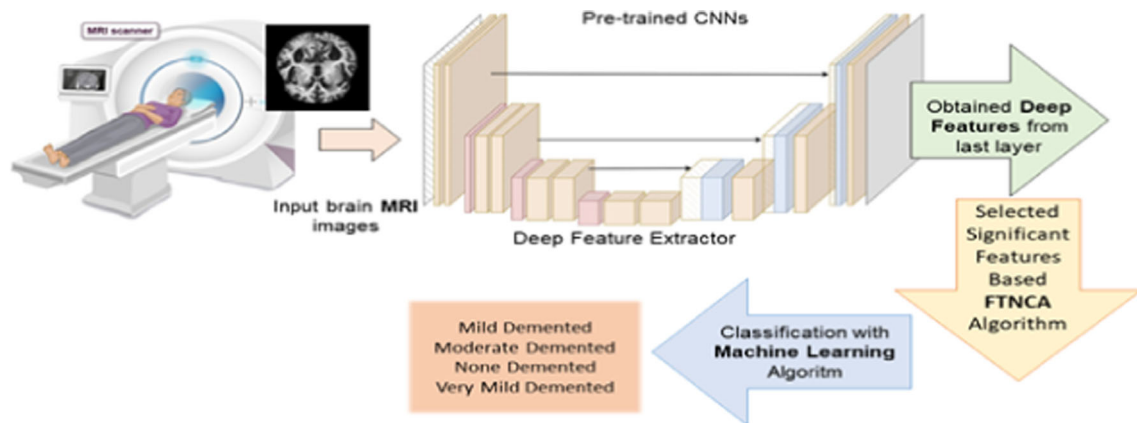 MRI scanner
Pre-trained CNNs
Input brain MRI
images
Deep Feature Extractor
Obtained Deep
Features from
last layer
Selected
Significant
Features
Based
FTNCA
Algorithm
Classification with
Machine Learning
Algoritm
Mild Demented
Moderate Demented
None Demented
Very Mild Demented